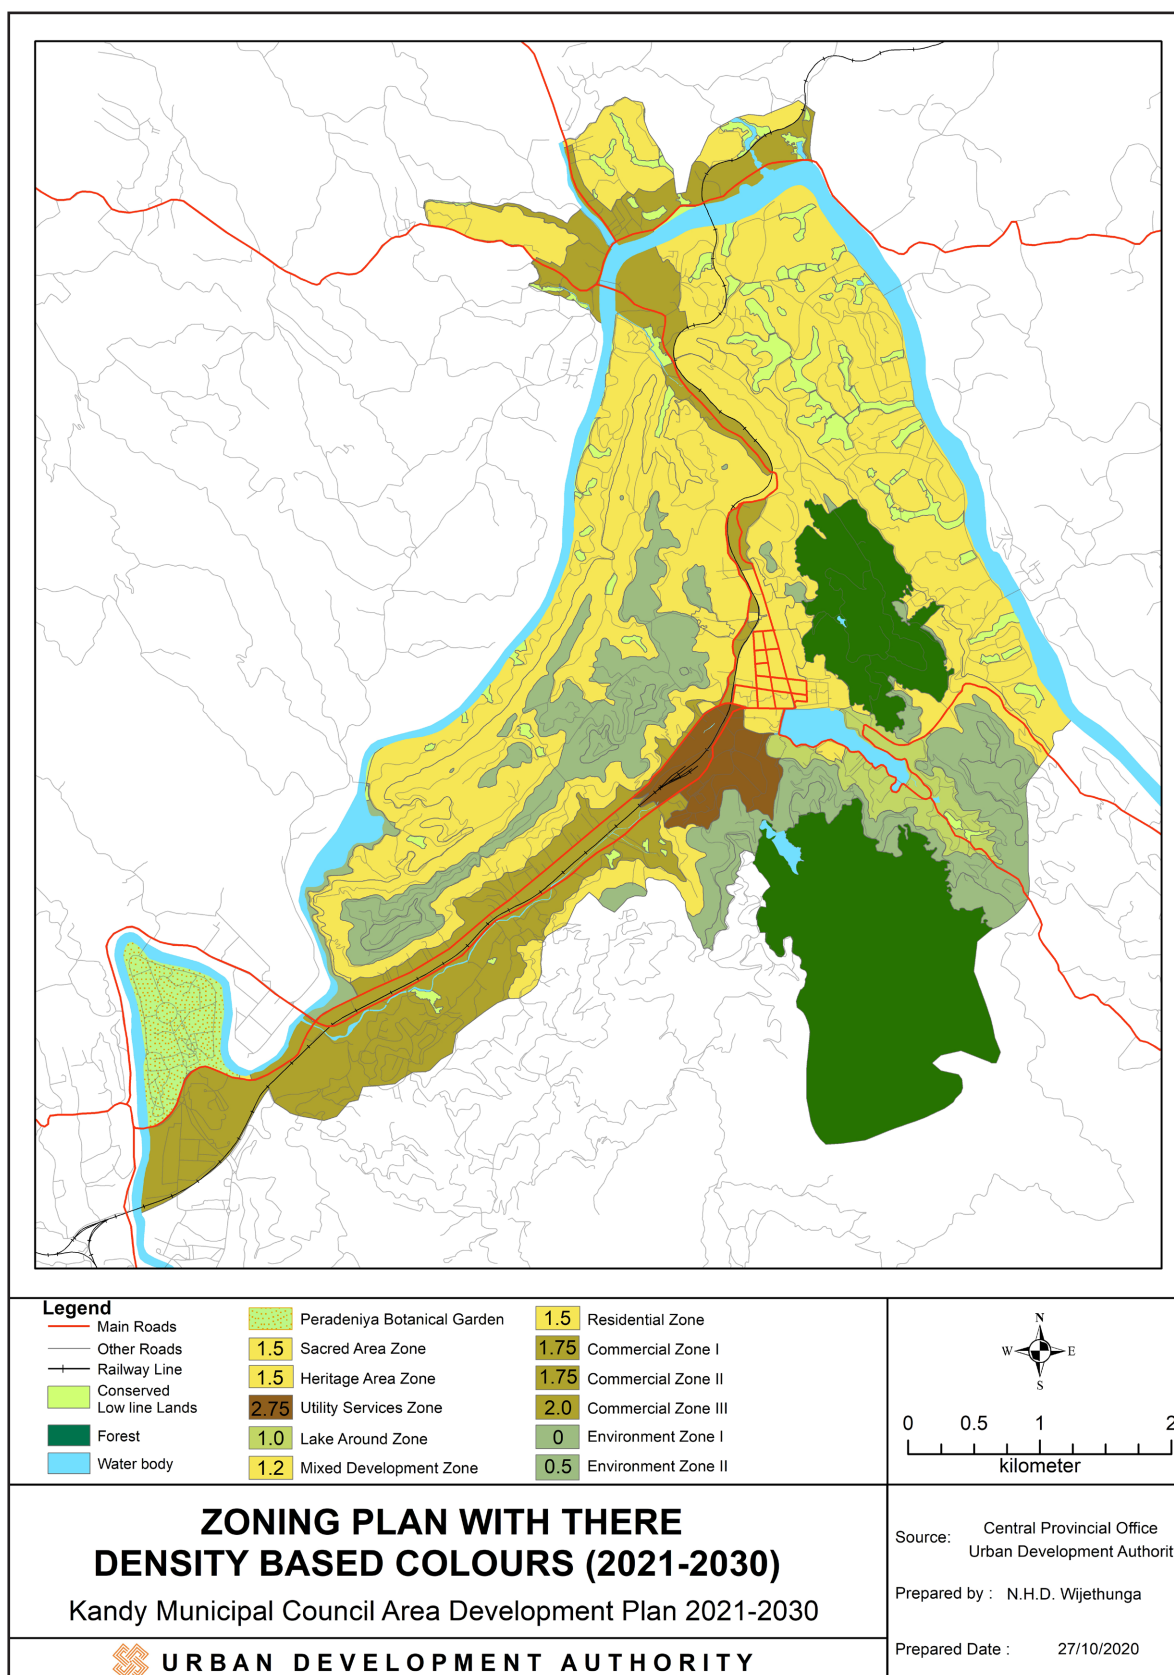 Legend
Main Roads
Other Roads
Railway Line
Conserved
Low line Lands
Forest
Water body
Peradeniya Botanical Garden
1.5 Sacred Area Zone
1.5 Heritage Area Zone
2.75 Utility Services Zone
1.0 Lake Around Zone
1.2 Mixed Development Zone
1.5 Residential Zone
1.75 Commercial Zone I
1.75 Commercial Zone II
2.0 Commercial Zone III
0 Environment Zone I
0.5 Environment Zone II
N
W E
S
0 0.5 1 2
kilometer
ZONING PLAN WITH THERE
DENSITY BASED COLOURS (2021-2030)
Kandy Municipal Council Area Development Plan 2021-2030
URBAN DEVELOPMENT AUTHORITY
Source: Central Provincial Office
Urban Development Authorit
Prepared by : N.H.D. Wijethunga
Prepared Date : 27/10/2020